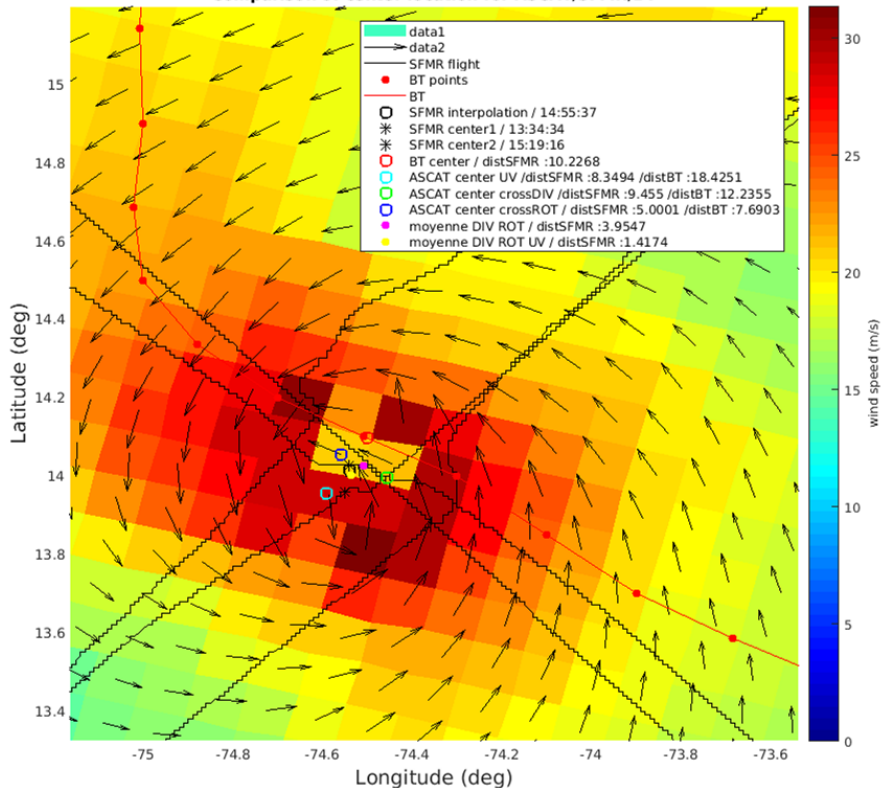 data1
data2
SFMR flight
BT points
BT
SFMR interpolation / 14:55:37
SFMR center1 / 13:34:34
SFMR center2 / 15:19:16
BT center / distSFMR :10.2268
ASCAT center UV /distSFMR :8.3494 /distBT :18.4251
ASCAT center crossDIV /distSFMR :9.455 /distBT :12.2355
ASCAT center crossROT / distSFMR :5.0001 /distBT :7.6903
moyenne DIV ROT / distSFMR :3.9547
moyenne DIV ROT UV / distSFMR :1.4174
15
14.8
14.6
14.4
14.2
14
13.8
13.6
13.4
Latitude (deg)
-75
-74.8
-74.6
-74.4
-74.2
-74
-73.8
-73.6
Longitude (deg)
30
25
20
15
10
5
0
wind speed (m/s)